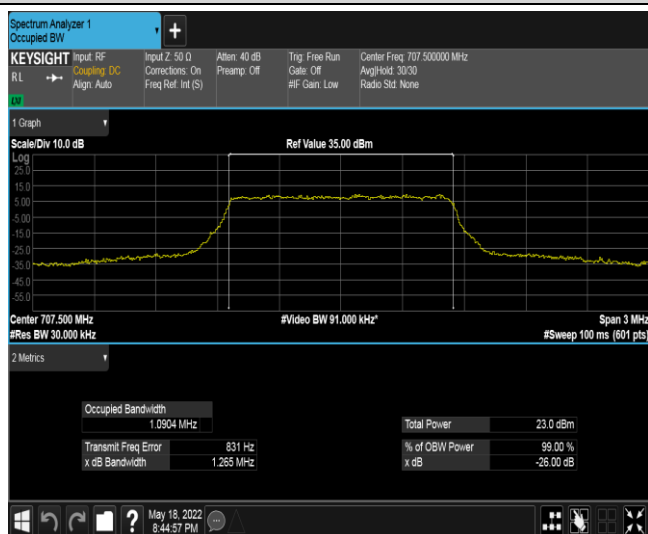 Spectrum Analyzer 1
Occupied BW
+
KEYSIGHT
RL
Input: RF
Coupling: DC
Align: Auto
Input Z: 50 Ω
Corrections: On
Freq Ref: Int (S)
Atten: 40 dB
Preamp: Off
Trig: Free Run
Gate: Off
#IF Gain: Low
Center Freq: 707.500000 MHz
Avg|Hold: 30/30
Radio Std: None
1 Graph
Scale/Div 10.0 dB
Ref Value 35.00 dBm
Log
25.0
15.0
5.00
-5.00
-15.0
-25.0
-35.0
-45.0
-55.0
Center 707.500 MHz
#Video BW 91.000 kHz*
Span 3 MHz
#Res BW 30.000 kHz
#Sweep 100 ms (601 pts)
2 Metrics
Occupied Bandwidth
1.0904 MHz
Transmit Freq Error 831 Hz
x dB Bandwidth 1.265 MHz
Total Power 23.0 dBm
% of OBW Power 99.00 %
x dB -26.00 dB
?
May 18, 2022
8:44:57 PM